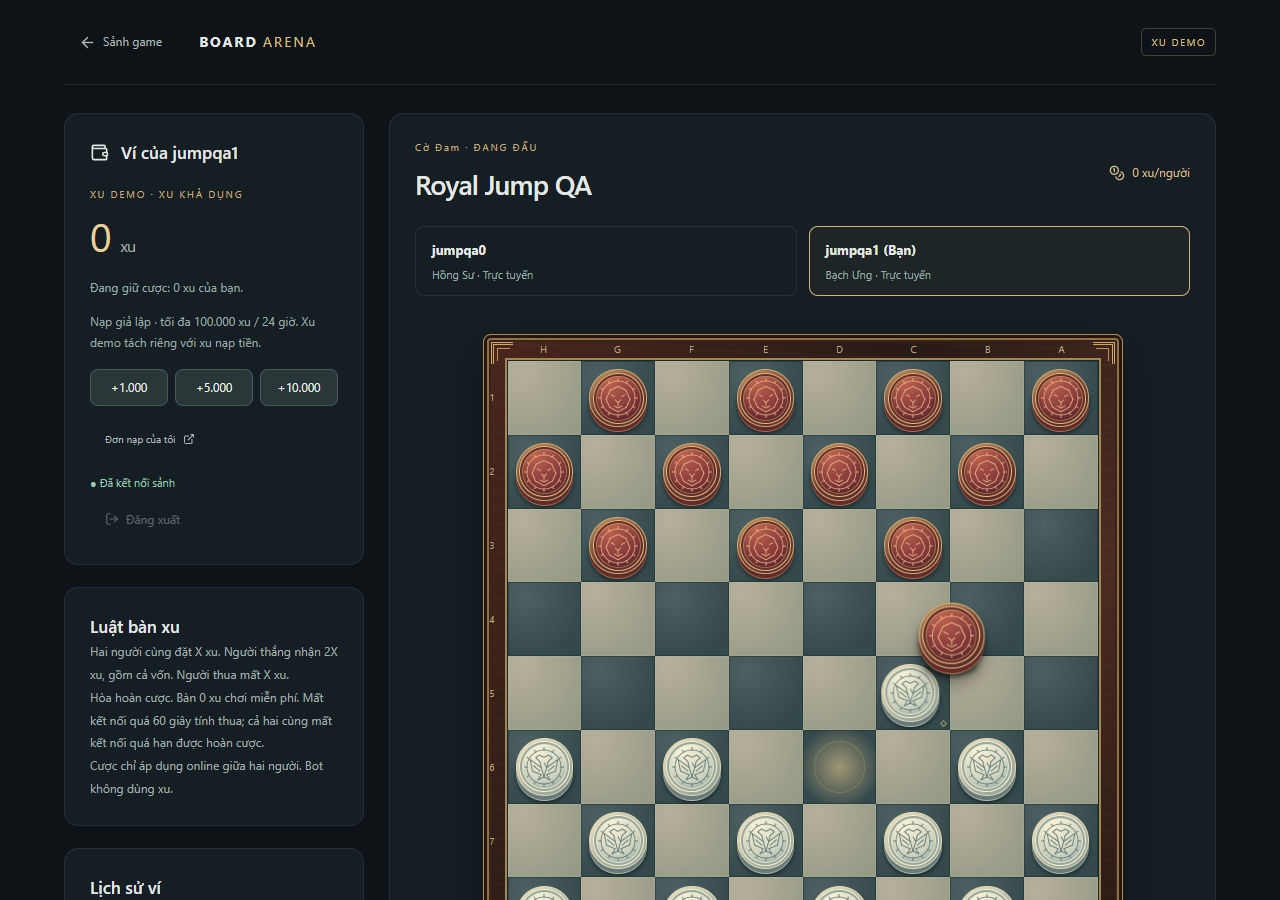 Sảnh game
BOARD ARENA
XU DEMO
Ví của jumpqa1
XU DEMO · XU KHẢ DỤNG
0 xu
Đang giữ cược: 0 xu của bạn.
Nạp giả lập · tối đa 100.000 xu / 24 giờ. Xu
demo tách riêng với xu nạp tiền.
+1.000
+5.000
+10.000
Đơn nạp của tôi
Đã kết nối sảnh
Đăng xuất
Luật bàn xu
Hai người cùng đặt X xu. Người thắng nhận 2X
xu, gồm cả vốn. Người thua mất X xu.
Hòa hoàn cược. Bàn 0 xu chơi miễn phí. Mất
kết nối quá 60 giây tính thua; cả hai cùng mất
kết nối quá hạn được hoàn cược.
Cược chỉ áp dụng online giữa hai người. Bot
không dùng xu.
Lịch sử ví
Cờ Đam · ĐANG ĐẤU
Royal Jump QA
0 xu/người
jumpqa0
Hồng Sư · Trực tuyến
jumpqa1 (Bạn)
Bạch Ưng · Trực tuyến
H G F E D C B A
1
2
3
4
5
6
7